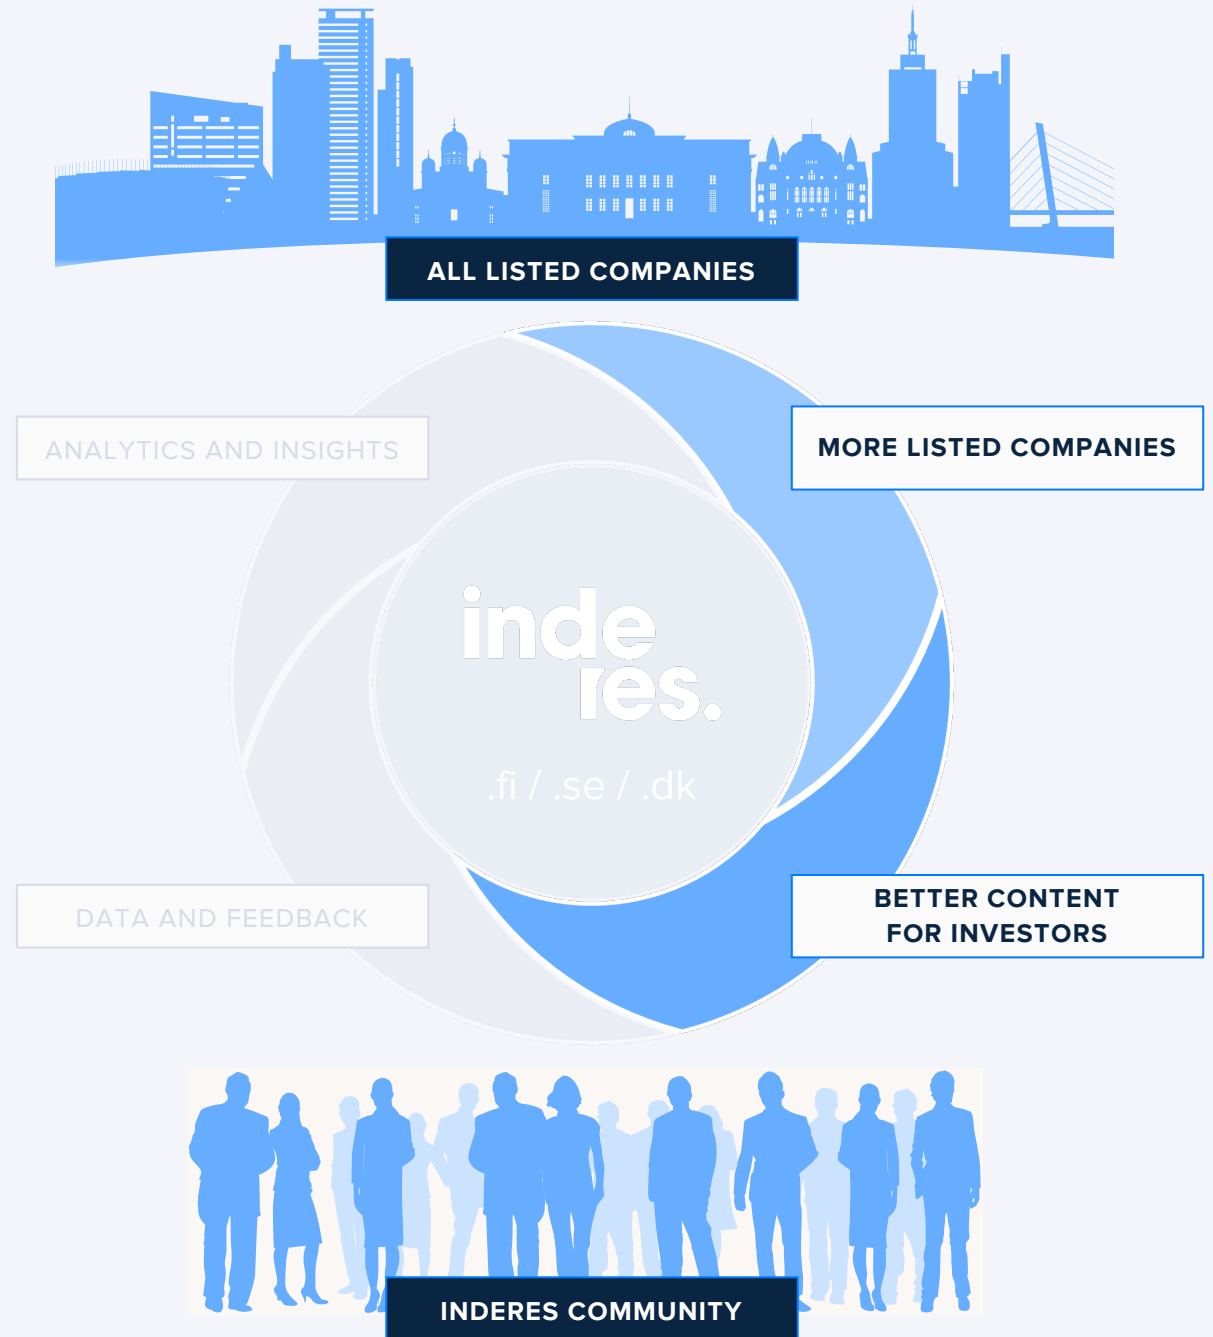 ALL LISTED COMPANIES
ANALYTICS AND INSIGHTS
MORE LISTED COMPANIES
inde
res.
.fi / .se / .dk
DATA AND FEEDBACK
BETTER CONTENT
FOR INVESTORS
INDERES COMMUNITY